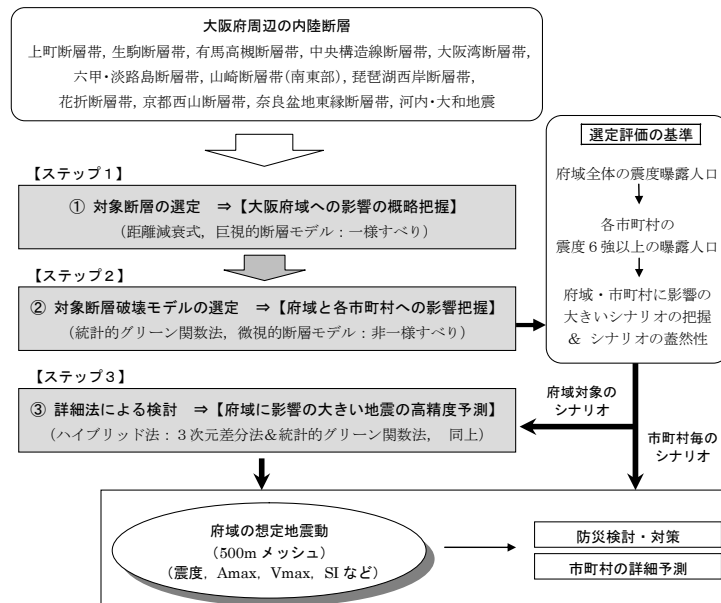 大阪府周辺の内陸断層
上町断層帯，生駒断層帯，有馬高槻断層帯，中央構造線断層帯，大阪湾断層帯，
六甲・淡路島断層帯，山崎断層帯（南東部），琵琶湖西岸断層帯，
花折断層帯，京都西山断層帯，奈良盆地東縁断層帯，河内・大和地震
【ステップ１】
① 対象断層の選定　⇒【大阪府域への影響の概略把握】
（距離減衰式，巨視的断層モデル：一様すべり）
【ステップ２】
② 対象断層破壊モデルの選定　⇒【府域と各市町村への影響把握】
（統計的グリーン関数法，微視的断層モデル：非一様すべり）
選定評価の基準
府域全体の震度曝露人口
各市町村の
震度６強以上の曝露人口
府域・市町村に影響の
大きいシナリオの把握
＆ シナリオの蓋然性
【ステップ３】
③ 詳細法による検討　⇒【府域に影響の大きい地震の高精度予測】
（ハイブリッド法：３次元差分法＆統計的グリーン関数法，　同上）
府域対象の
シナリオ
市町村毎の
シナリオ
府域の想定地震動
（500m メッシュ）
（震度，Amax，Vmax，SI など）
防災検討・対策
市町村の詳細予測